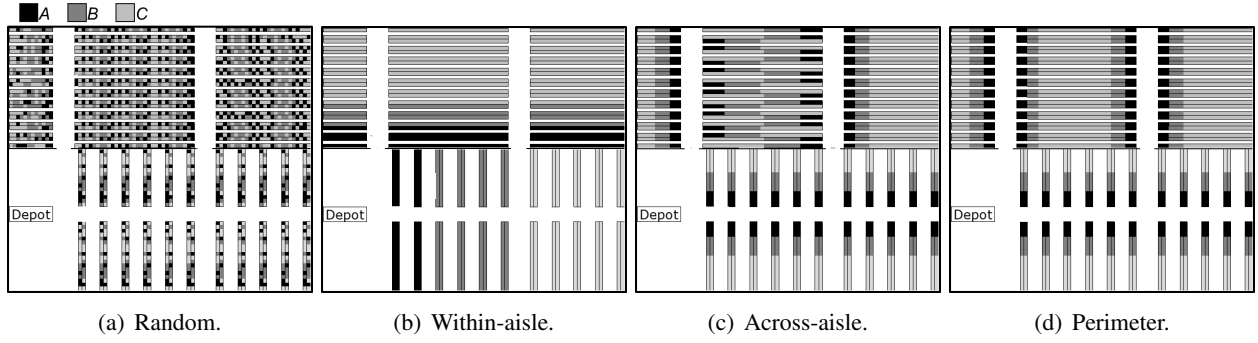 A B C
Depot Depot Depot Depot
(a) Random. (b) Within-aisle. (c) Across-aisle. (d) Perimeter.